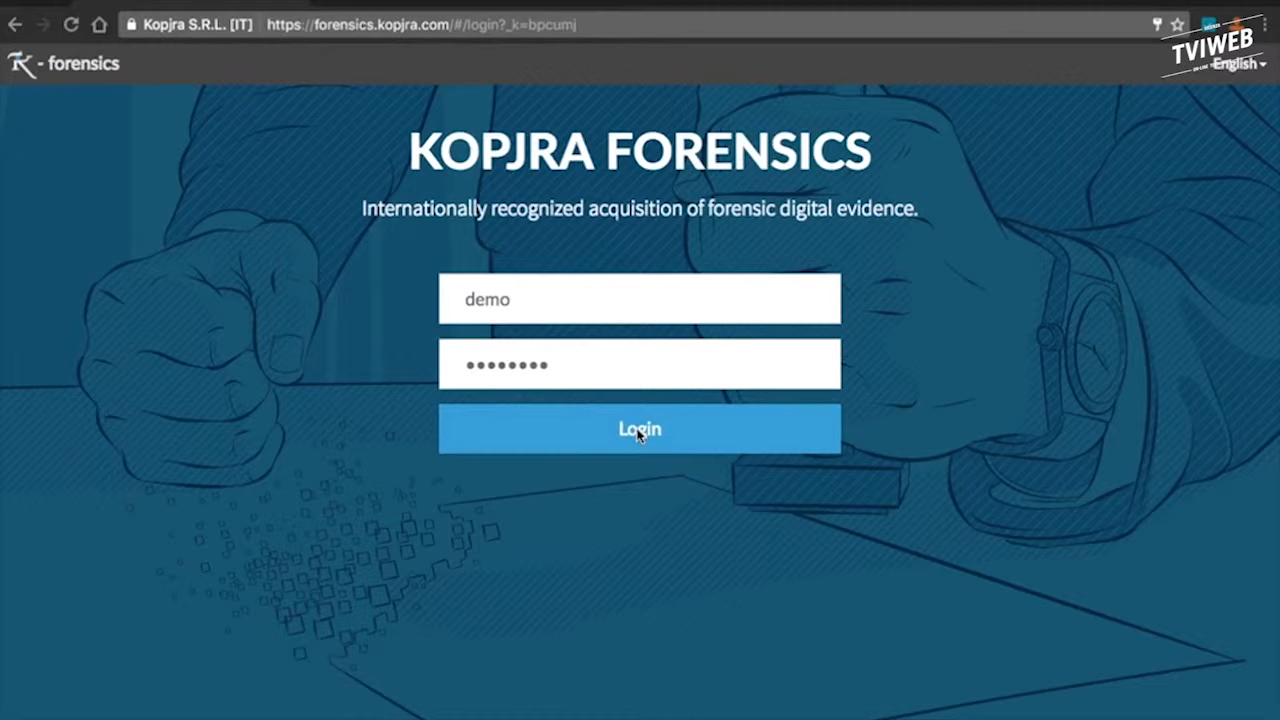 Kopjra S.R.L. [IT] https://forensics.kopjra.com/#/login?_k=bpcumj
TVIWEB
K - forensics
English
KOPJRA FORENSICS
Internationally recognized acquisition of forensic digital evidence.
demo
Login